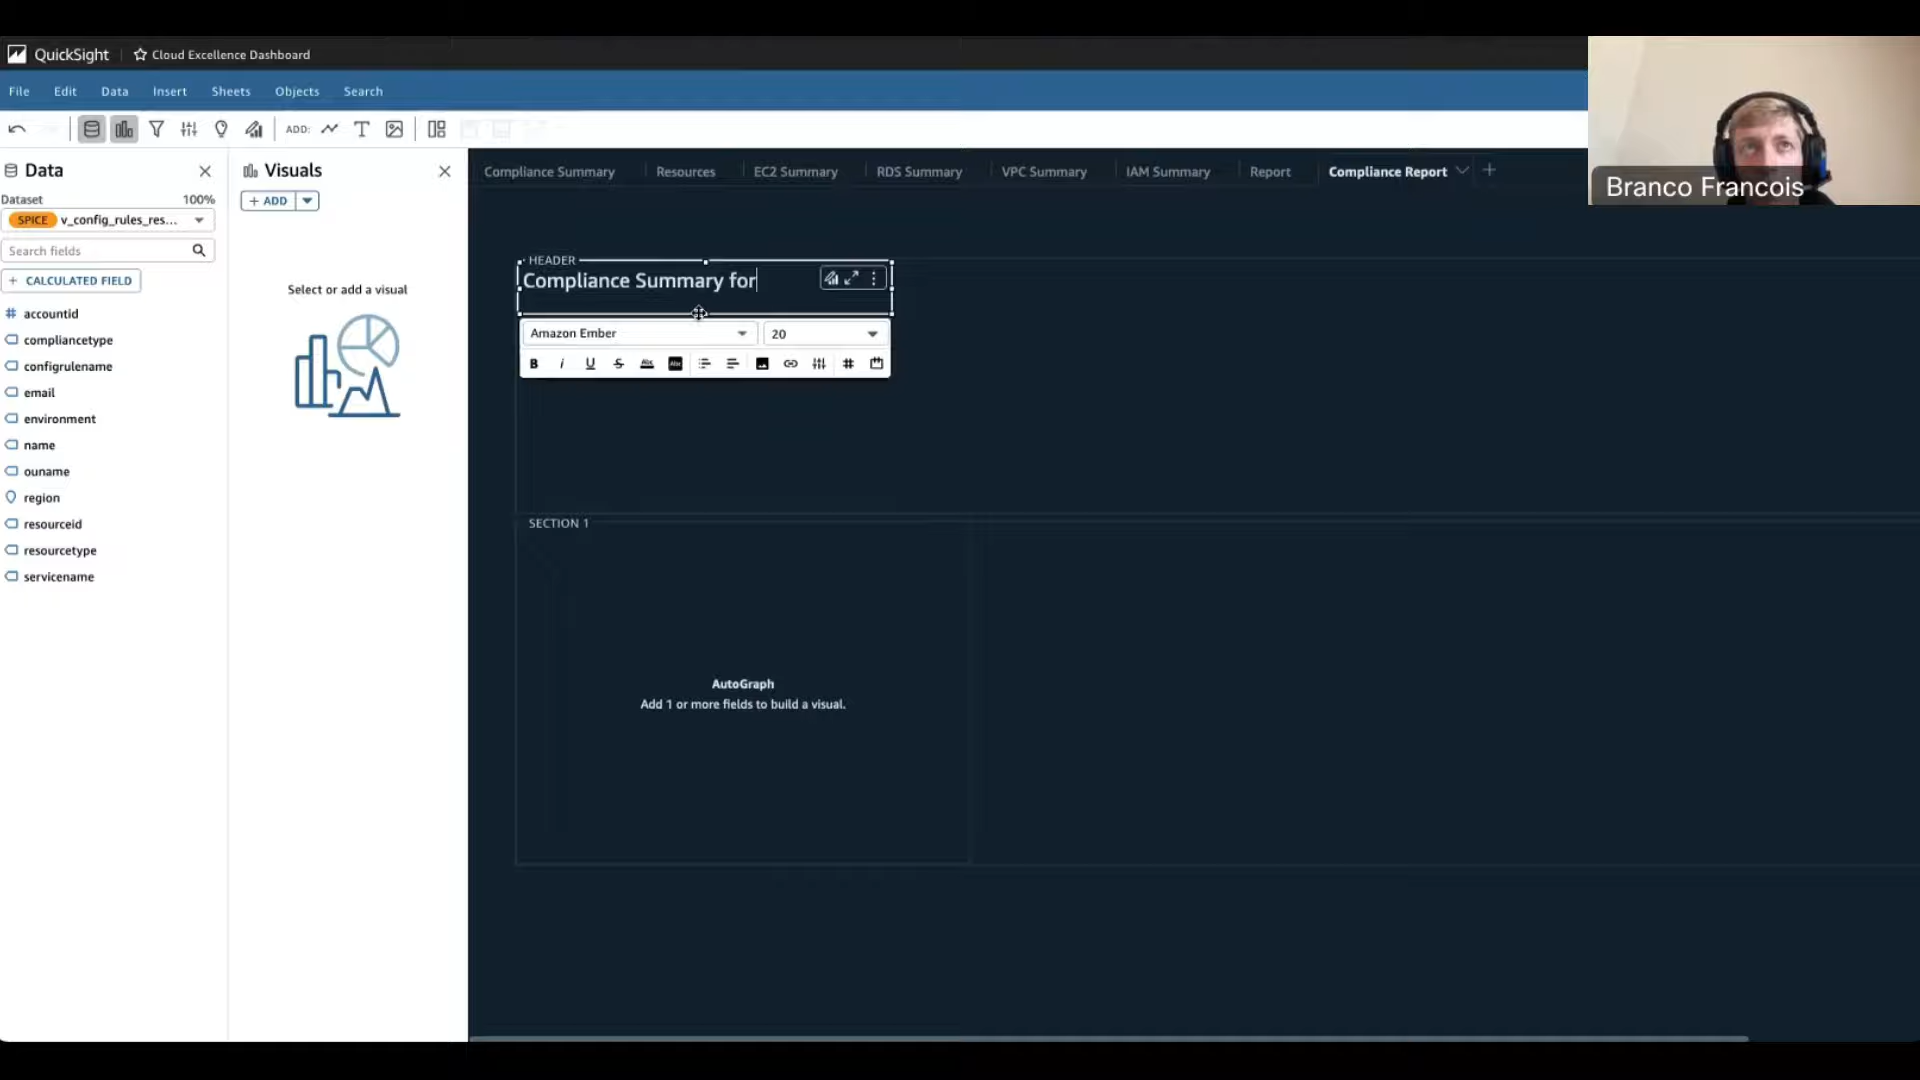 QuickSight
Cloud Excellence Dashboard
File Edit Data Insert Sheets Objects Search
ADD:
Data
Dataset 100%
SPICE v_config_rules_res...
Search fields
+ CALCULATED FIELD
accountid
compliancetype
configrulename
email
environment
name
ouname
region
resourceid
resourcetype
servicename
Visuals
+ ADD
Select or add a visual
Compliance Summary Resources EC2 Summary RDS Summary VPC Summary IAM Summary Report Compliance Report +
HEADER
Compliance Summary for
Amazon Ember 20
B i U S Abc Abc #
SECTION 1
AutoGraph
Add 1 or more fields to build a visual.
Branco Francois